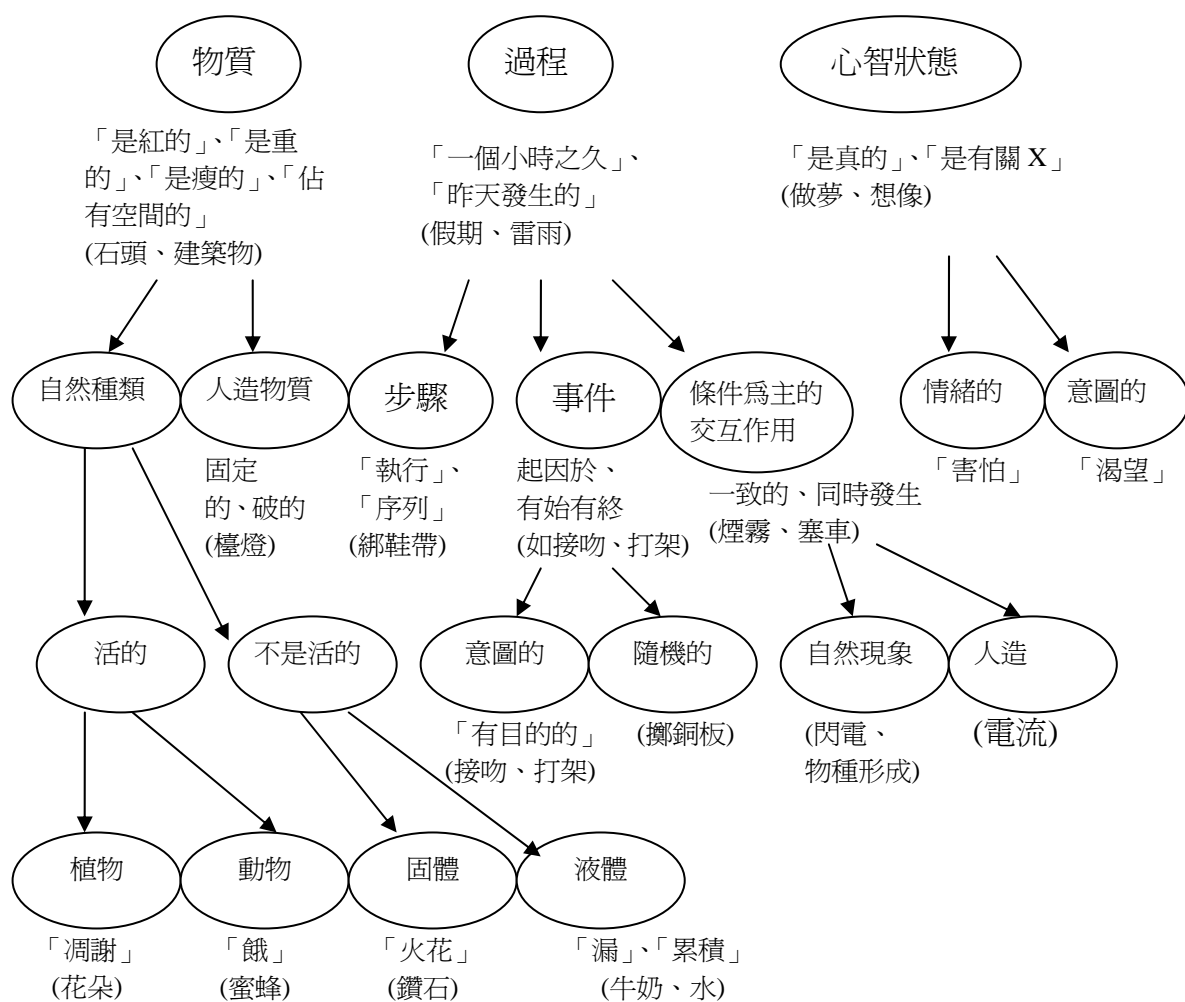 物質
過程
心智狀態
「是紅的」、「是重
的」、「是瘦的」、「佔
有空間的」
(石頭、建築物)
「一個小時之久」、
「昨天發生的」
(假期、雷雨)
「是真的」、「是有關 X」
(做夢、想像)
自然種類
人造物質
步驟
事件
條件為主的
交互作用
情緒的
意圖的
固定
的、破的
(檯燈)
「執行」、
「序列」
(綁鞋帶)
起因於、
有始有終
(如接吻、打架)
一致的、同時發生
(煙霧、塞車)
「害怕」
「渴望」
活的
不是活的
意圖的
隨機的
自然現象
人造
「有目的的」
(接吻、打架)
(擲銅板)
(閃電、
物種形成)
(電流)
植物
動物
固體
液體
「凋謝」
(花朵)
「餓」
(蜜蜂)
「火花」
(鑽石)
「漏」、「累積」
(牛奶、水)